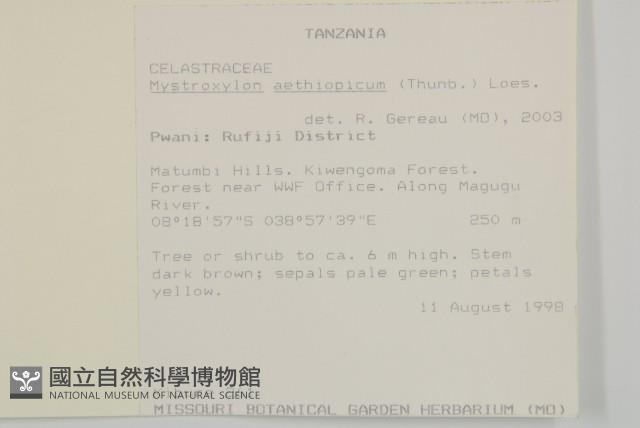 TANZANIA
CELASTRACEAE
Mystroxylon aethiopicum (Thunb.) Loes.
det. R. Gereau (MO), 2003
Pwani: Rufiji District
Matumbi Hills. Kiwengoma Forest.
Forest near WWF Office. Along Magugu
River.
08°18'57"S 038°57'39"E 250 m
Tree or shrub to ca. 6 m high. Stem
dark brown; sepals pale green; petals
yellow.
11 August 1998
國立自然科學博物館
NATIONAL MUSEUM OF NATURAL SCIENCE
MISSOURI BOTANICAL GARDEN HERBARIUM (MO)